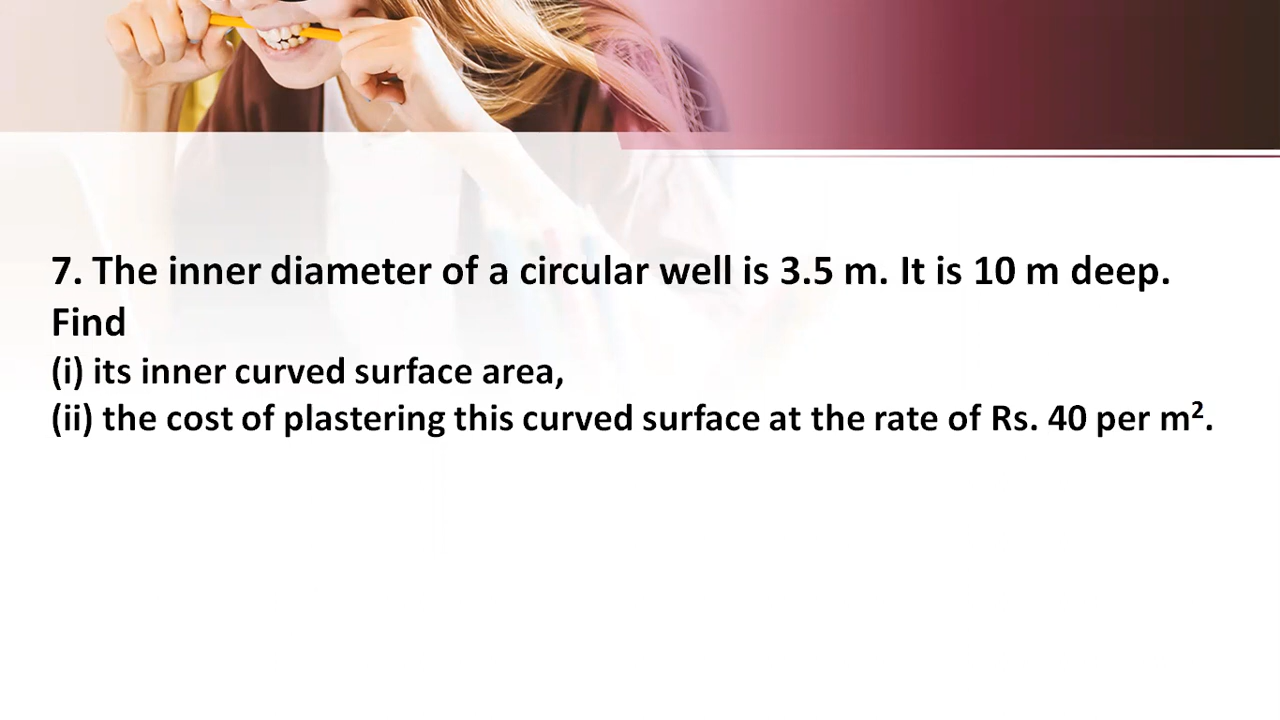 7. The inner diameter of a circular well is 3.5 m. It is 10 m deep.
Find
(i) its inner curved surface area,
(ii) the cost of plastering this curved surface at the rate of Rs. 40 per m².